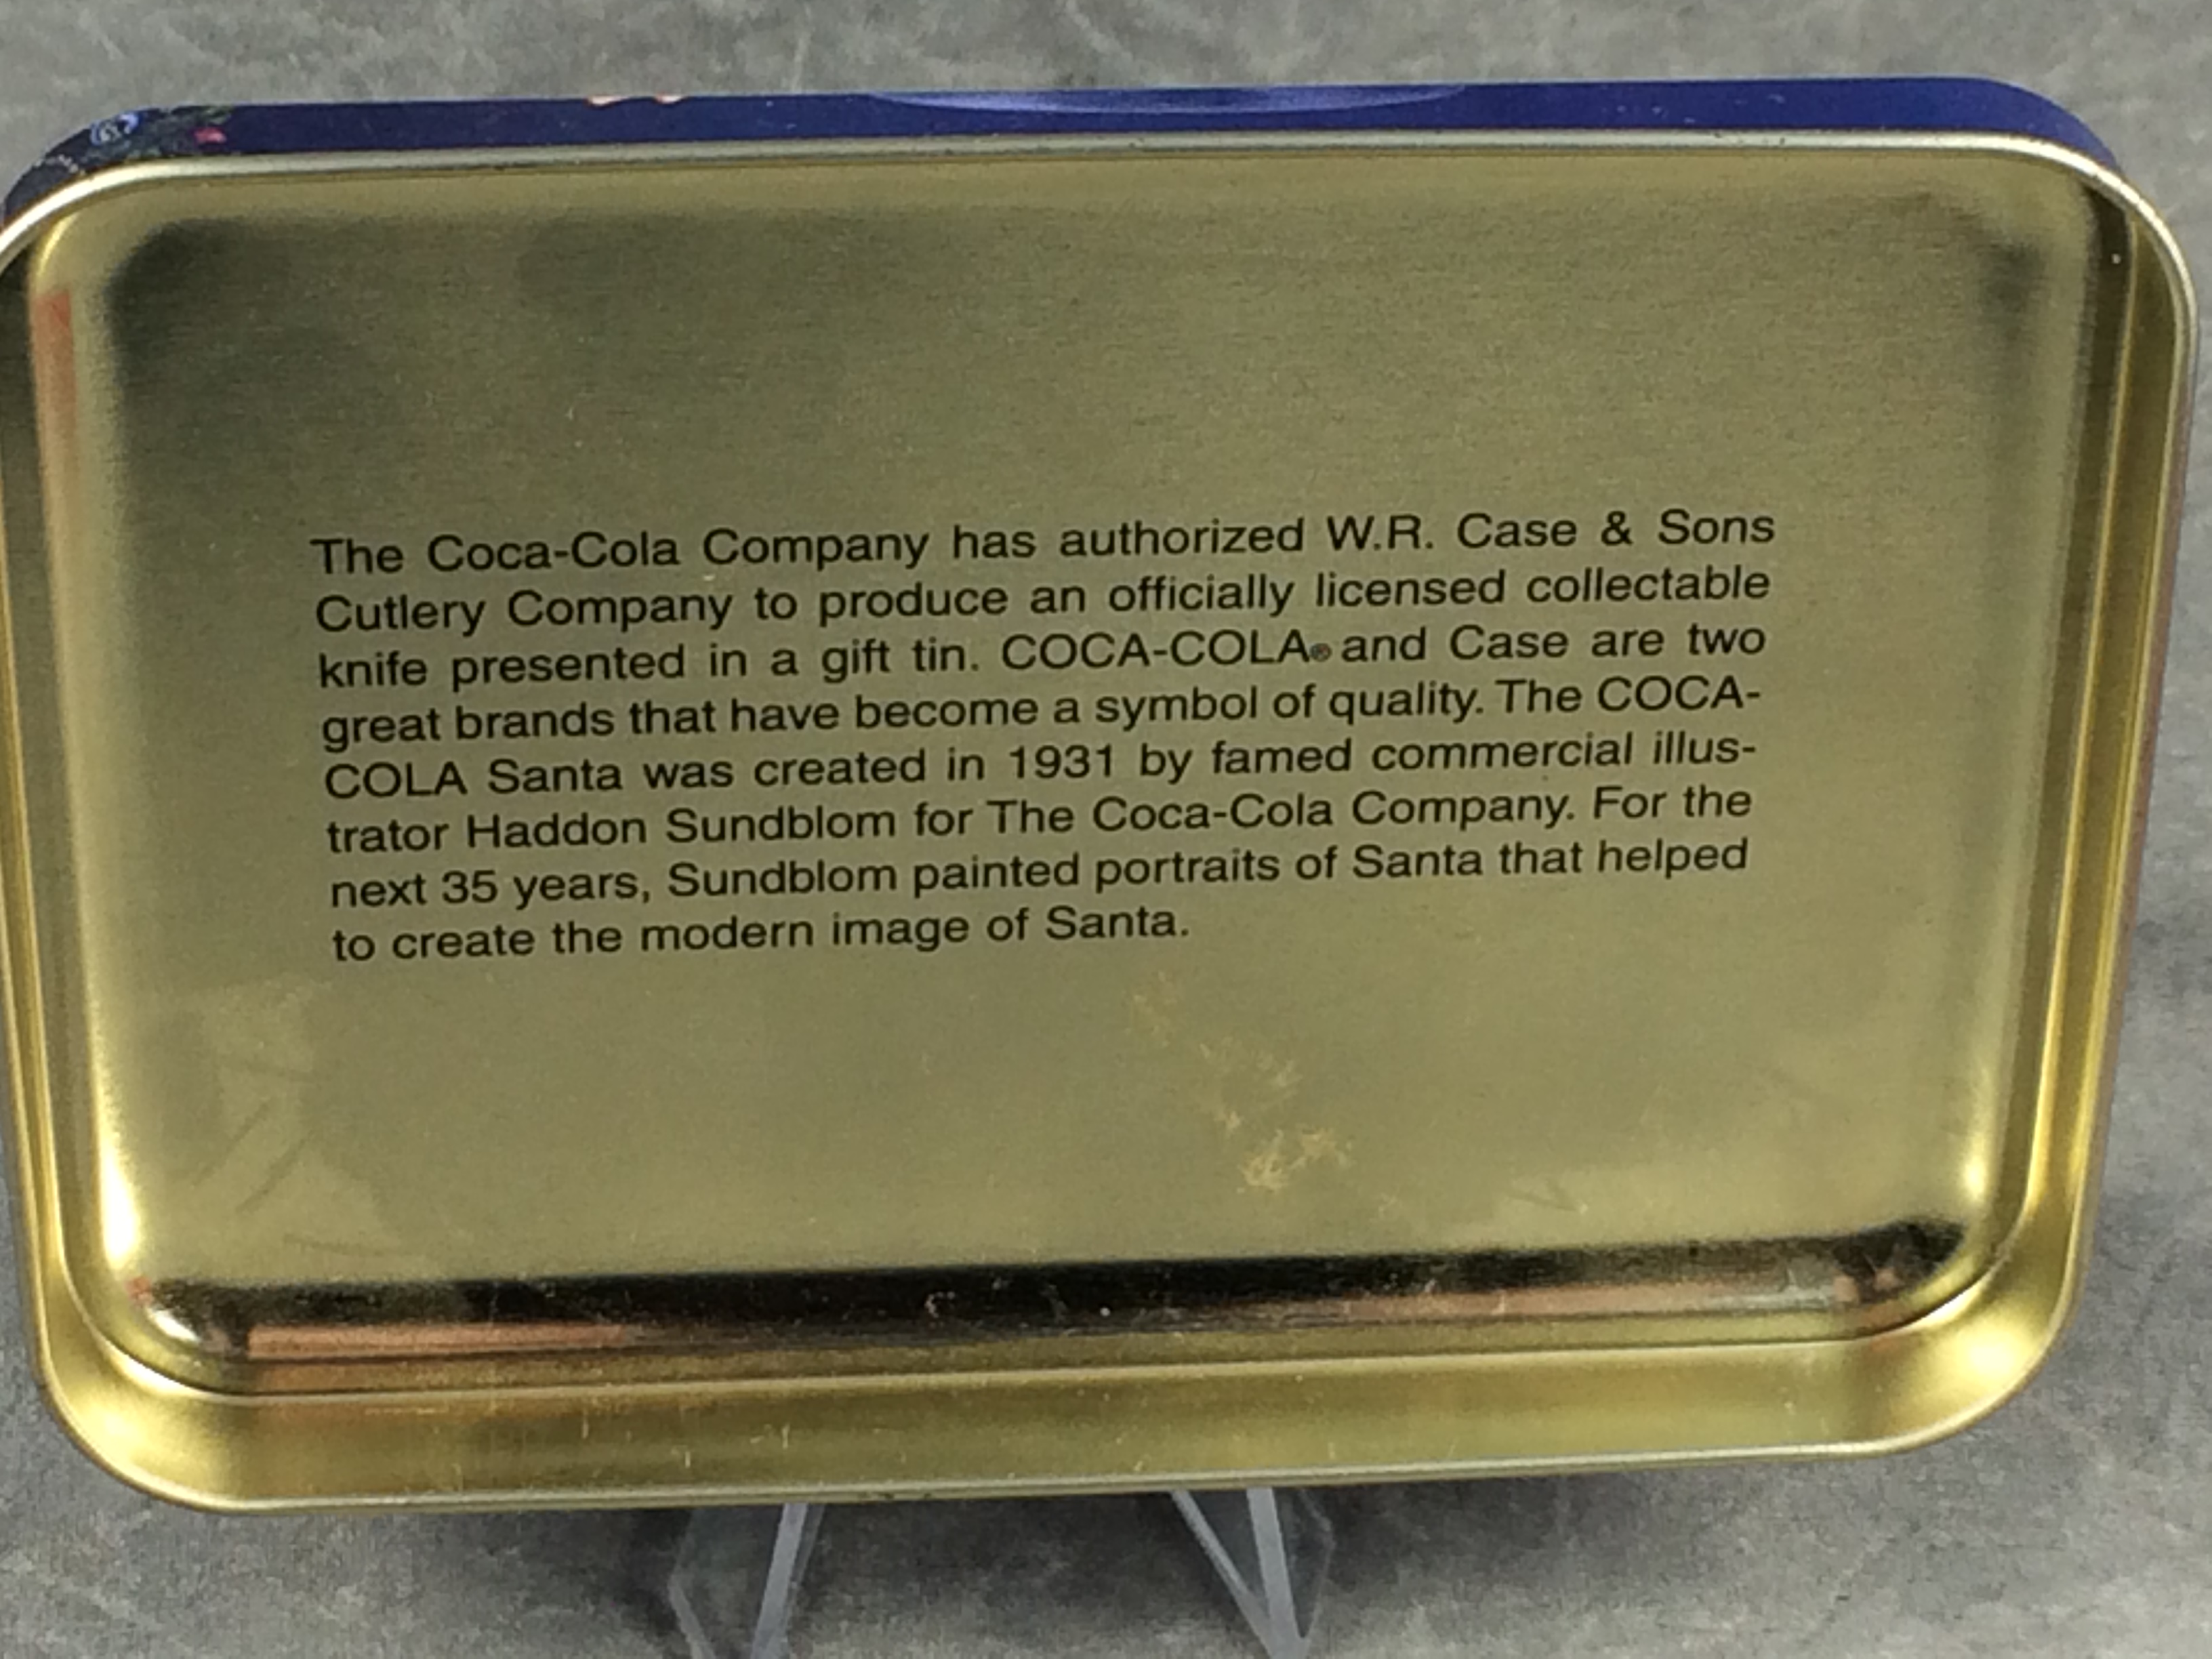 The Coca-Cola Company has authorized W.R. Case & Sons
Cutlery Company to produce an officially licensed collectable
knife presented in a gift tin. COCA-COLA® and Case are two
great brands that have become a symbol of quality. The COCA-
COLA Santa was created in 1931 by famed commercial illus-
trator Haddon Sundblom for The Coca-Cola Company. For the
next 35 years, Sundblom painted portraits of Santa that helped
to create the modern image of Santa.